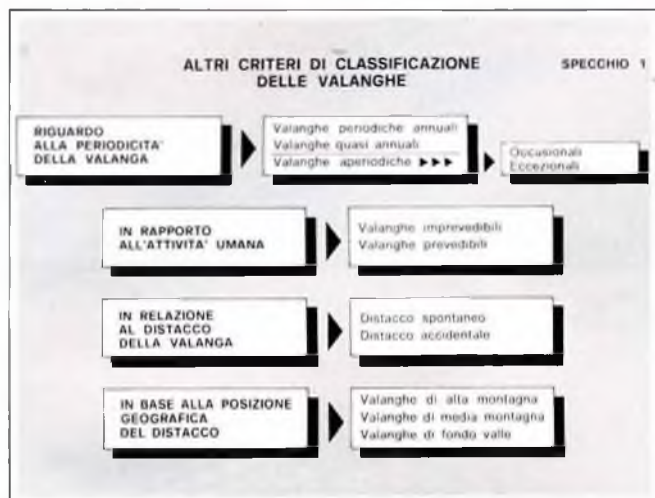 ALTRI CRITERI DI CLASSIFICAZIONE
DELLE VALANGHE
SPECCHIO 1
RIGUARDO
ALLA PERIODICITA'
DELLA VALANGA
Valanghe periodiche annuali
Valanghe quasi annuali
Valanghe aperiodiche ►►►
Occasionali
Eccezionali
IN RAPPORTO
ALL'ATTIVITA' UMANA
Valanghe imprevedibili
Valanghe prevedibili
IN RELAZIONE
AL DISTACCO
DELLA VALANGA
Distacco spontaneo
Distacco accidentale
IN BASE ALLA POSIZIONE
GEOGRAFICA
DEL DISTACCO
Valanghe di alta montagna
Valanghe di media montagna
Valanghe di fondo valle